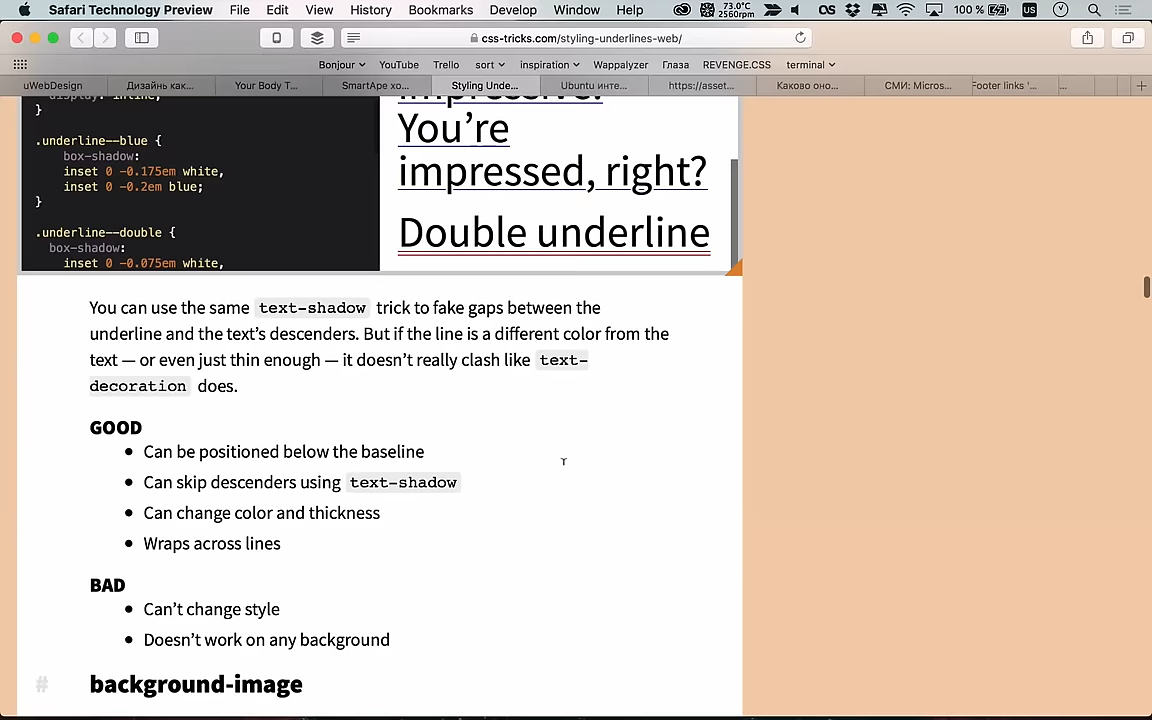 Safari Technology Preview File Edit View History Bookmarks Develop Window Help 73.0°C 2560rpm OS 100 % US
css-tricks.com/styling-underlines-web/
Bonjour YouTube Trello sort inspiration Wappalyzer Глаза REVENGE.CSS terminal
uWebDesign Дизайнь как... Your Body T... SmartApe хо... Styling Unde... Ubuntu инте... https://asset... Каково оно... СМИ: Micros... Footer links '... ...
display: inline;
}
.underline--blue {
box-shadow:
inset 0 -0.175em white,
inset 0 -0.2em blue;
}
.underline--double {
box-shadow:
inset 0 -0.075em white,
impressive.
You’re
impressed, right?
Double underline
You can use the same text-shadow trick to fake gaps between the
underline and the text’s descenders. But if the line is a different color from the
text — or even just thin enough — it doesn’t really clash like text-
decoration does.
GOOD
• Can be positioned below the baseline
• Can skip descenders using text-shadow
• Can change color and thickness
• Wraps across lines
BAD
• Can’t change style
• Doesn’t work on any background
# background-image